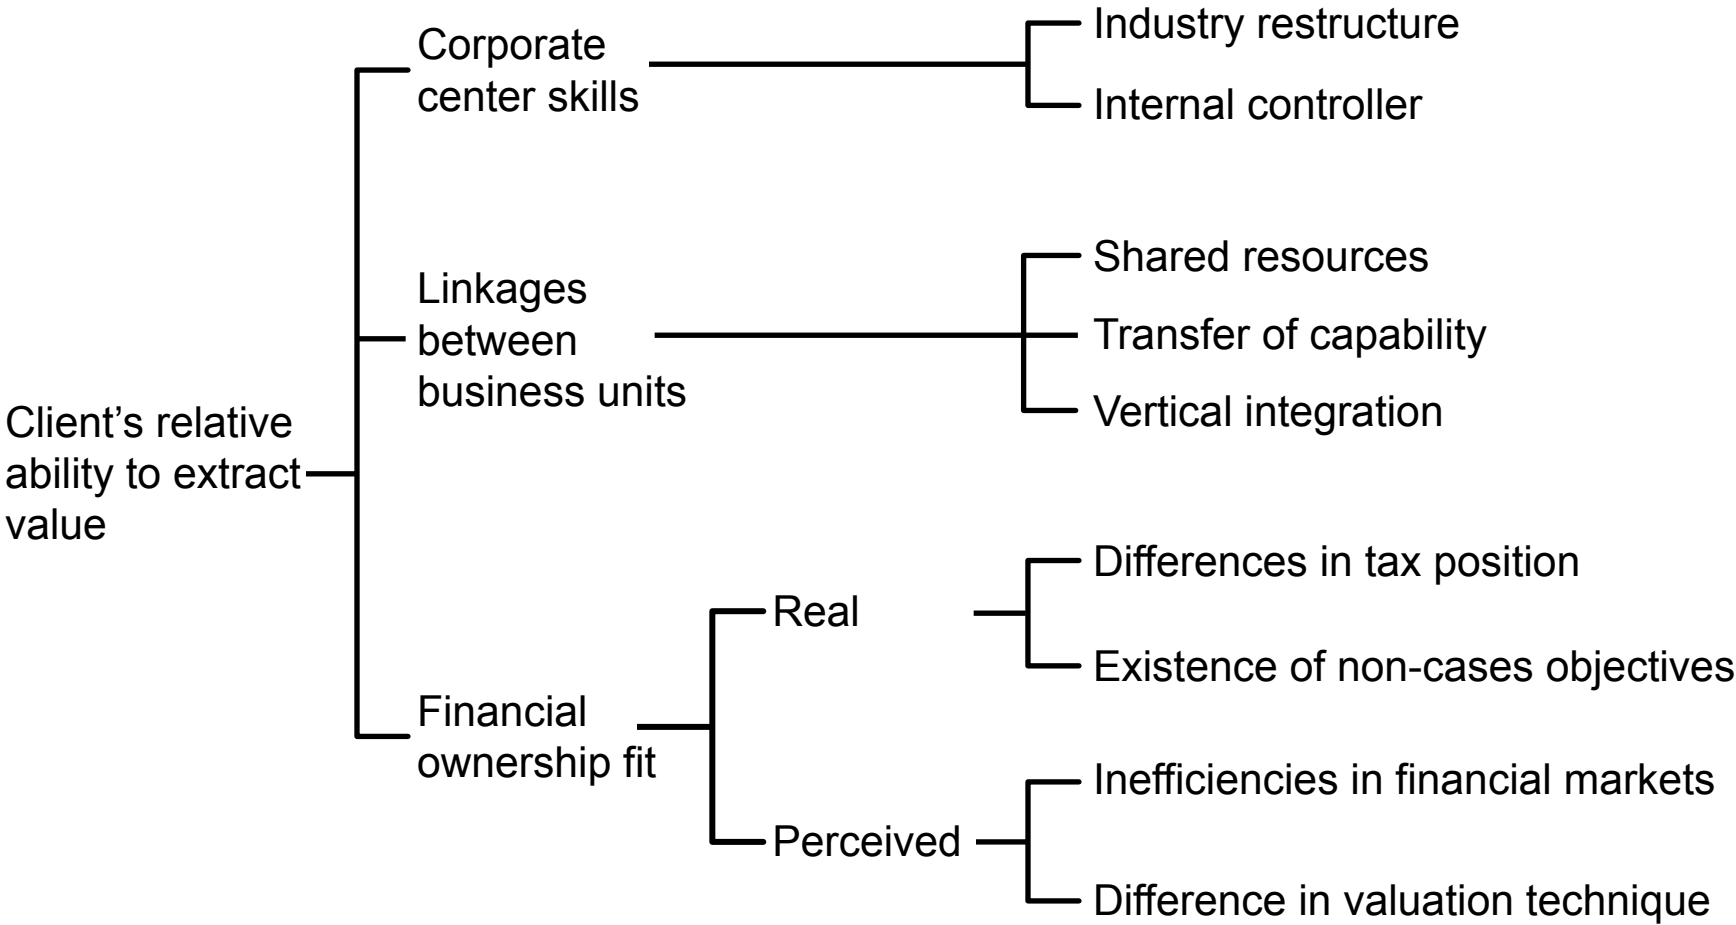 Client’s relative
ability to extract
value
Corporate
center skills
Industry restructure
Internal controller
Linkages
between
business units
Shared resources
Transfer of capability
Vertical integration
Financial
ownership fit
Real
Differences in tax position
Existence of non-cases objectives
Perceived
Inefficiencies in financial markets
Difference in valuation technique